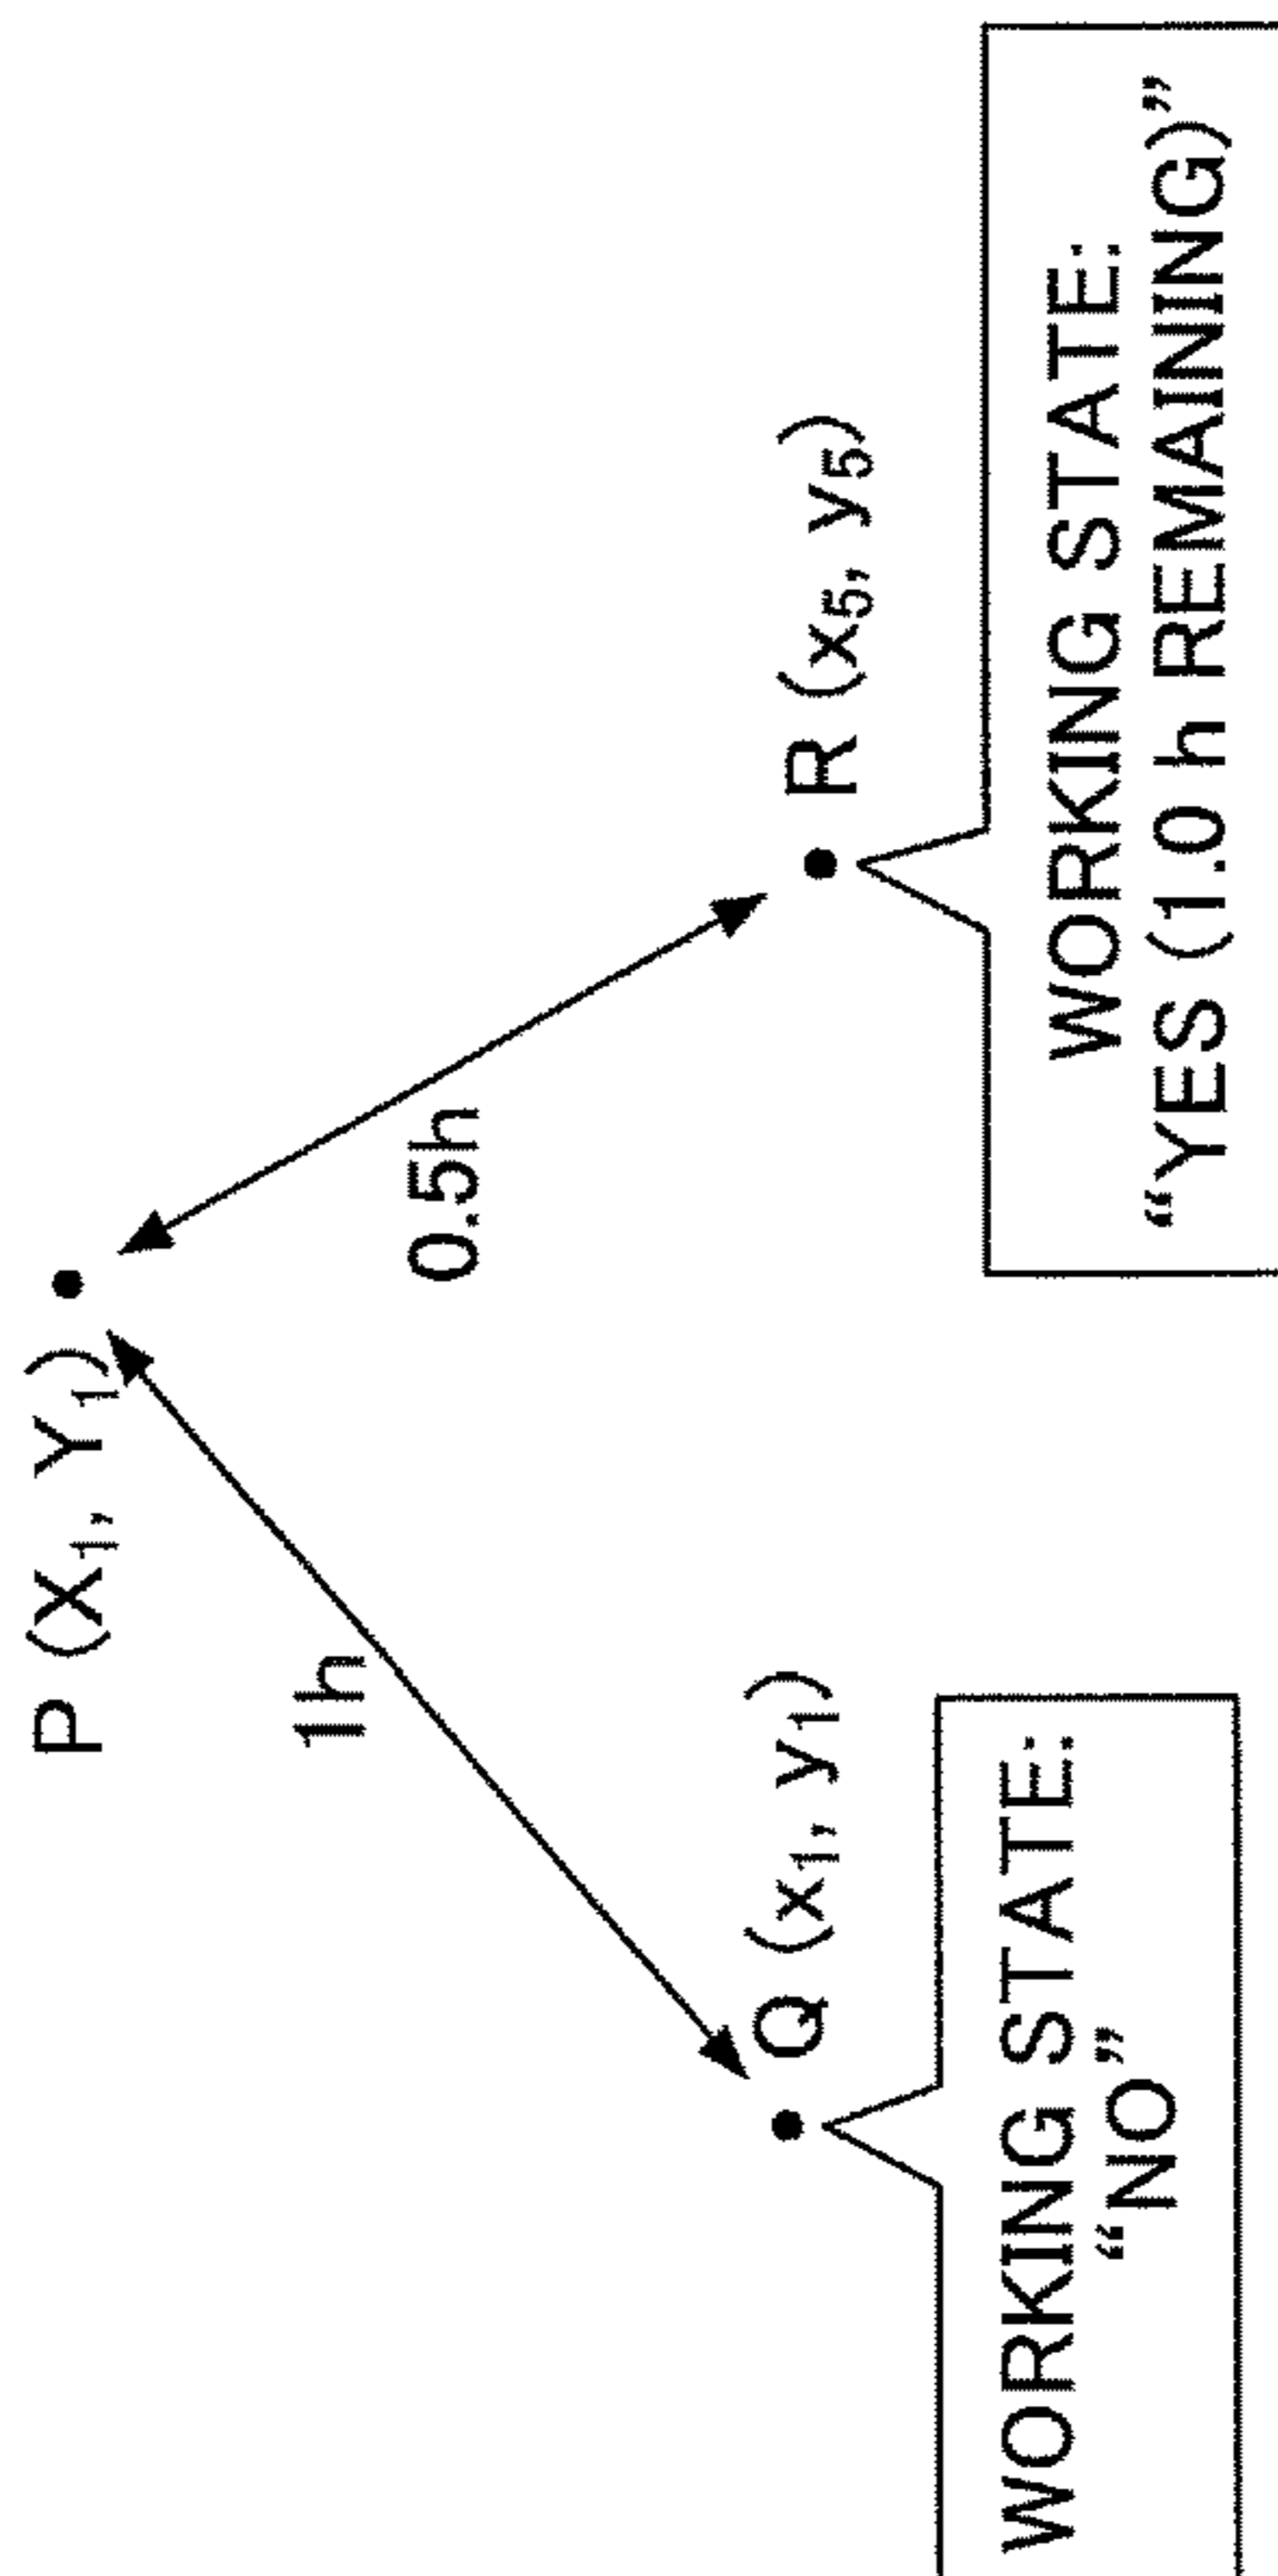 P (X₁, Y₁)
1h
0.5h
Q (x₁, y₁)
R (x₅, y₅)
WORKING STATE:
“NO”
WORKING STATE:
“YES (1.0 h REMAINING)”